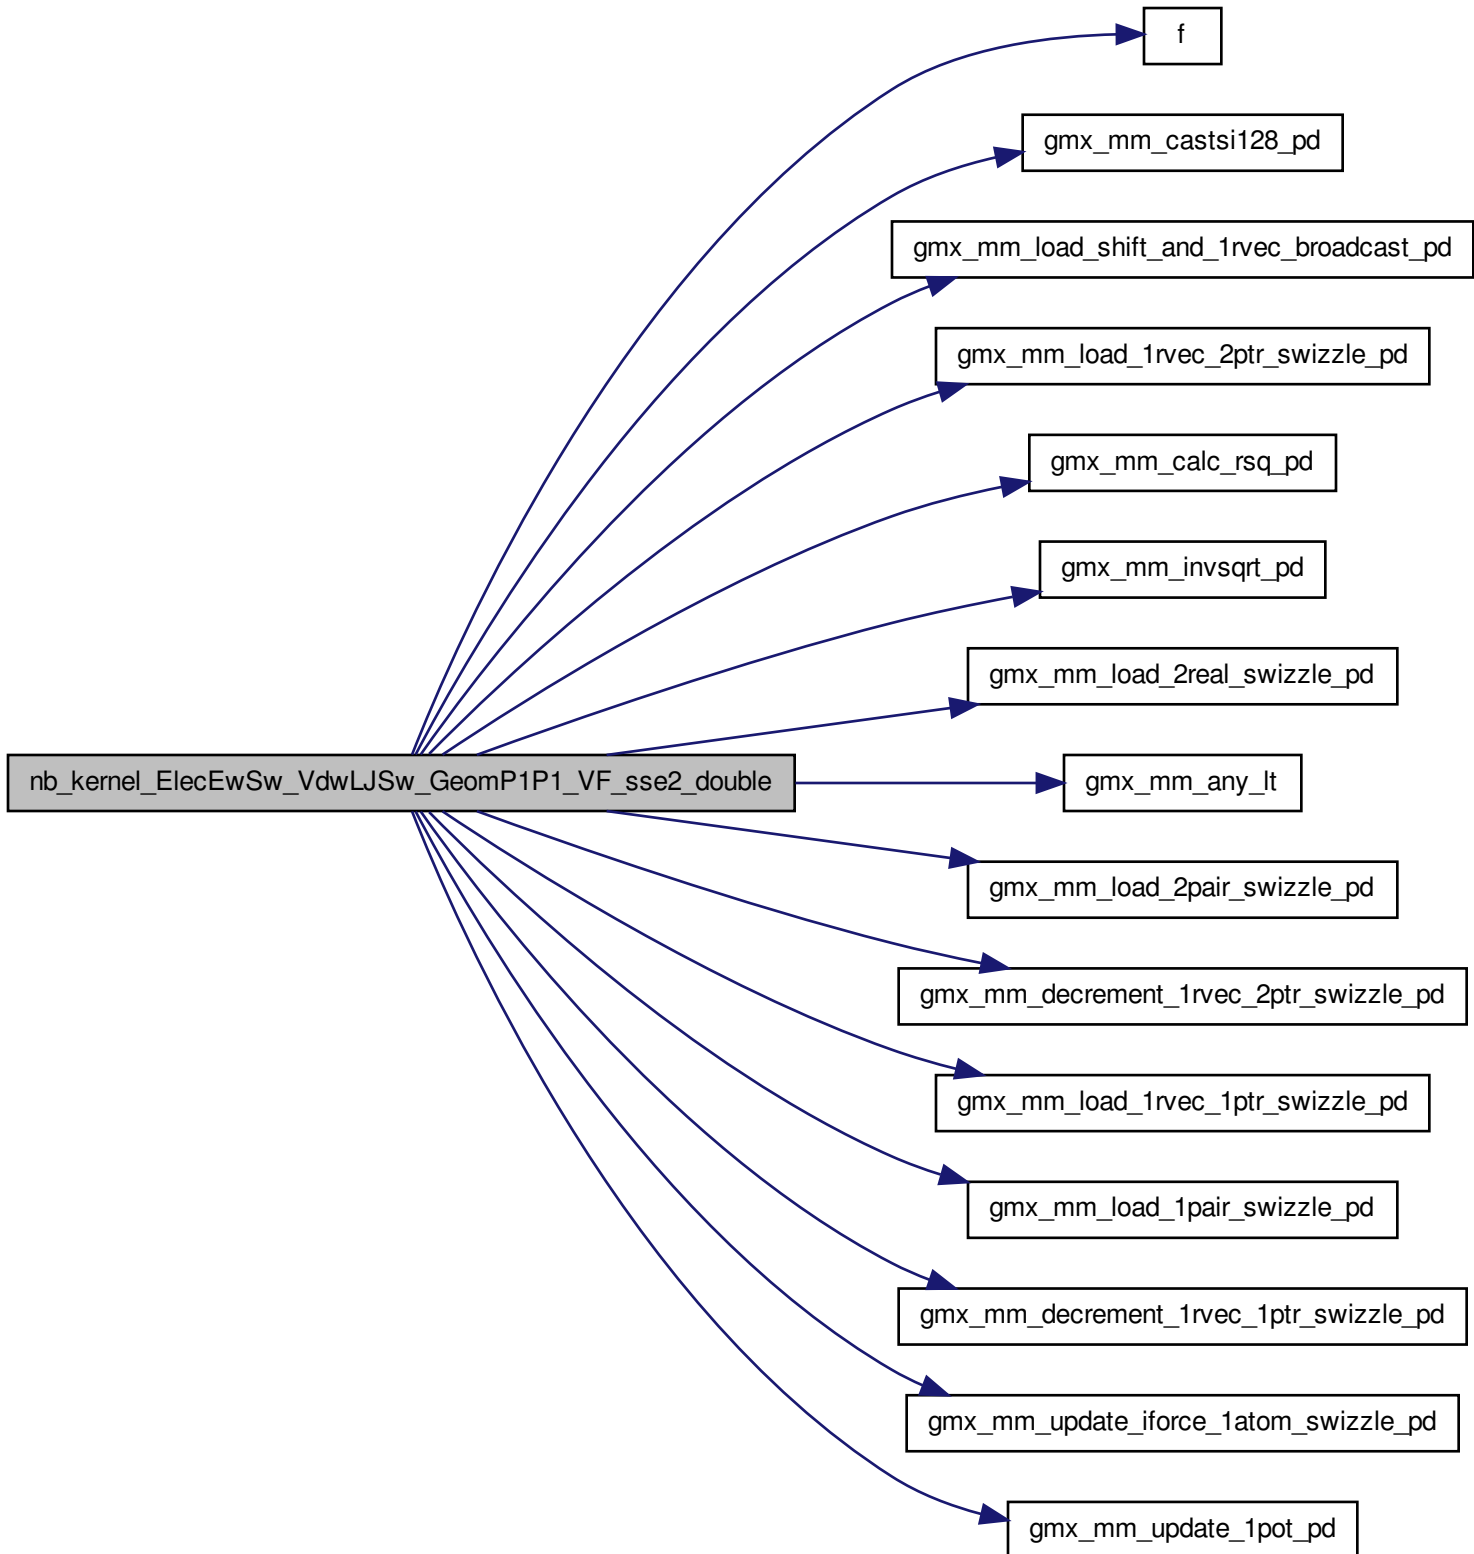 f
gmx_mm_castsi128_pd
gmx_mm_load_shift_and_1rvec_broadcast_pd
gmx_mm_load_1rvec_2ptr_swizzle_pd
gmx_mm_calc_rsq_pd
gmx_mm_invsqrt_pd
gmx_mm_load_2real_swizzle_pd
nb_kernel_ElecEwSw_VdwLJSw_GeomP1P1_VF_sse2_double
gmx_mm_any_lt
gmx_mm_load_2pair_swizzle_pd
gmx_mm_decrement_1rvec_2ptr_swizzle_pd
gmx_mm_load_1rvec_1ptr_swizzle_pd
gmx_mm_load_1pair_swizzle_pd
gmx_mm_decrement_1rvec_1ptr_swizzle_pd
gmx_mm_update_iforce_1atom_swizzle_pd
gmx_mm_update_1pot_pd